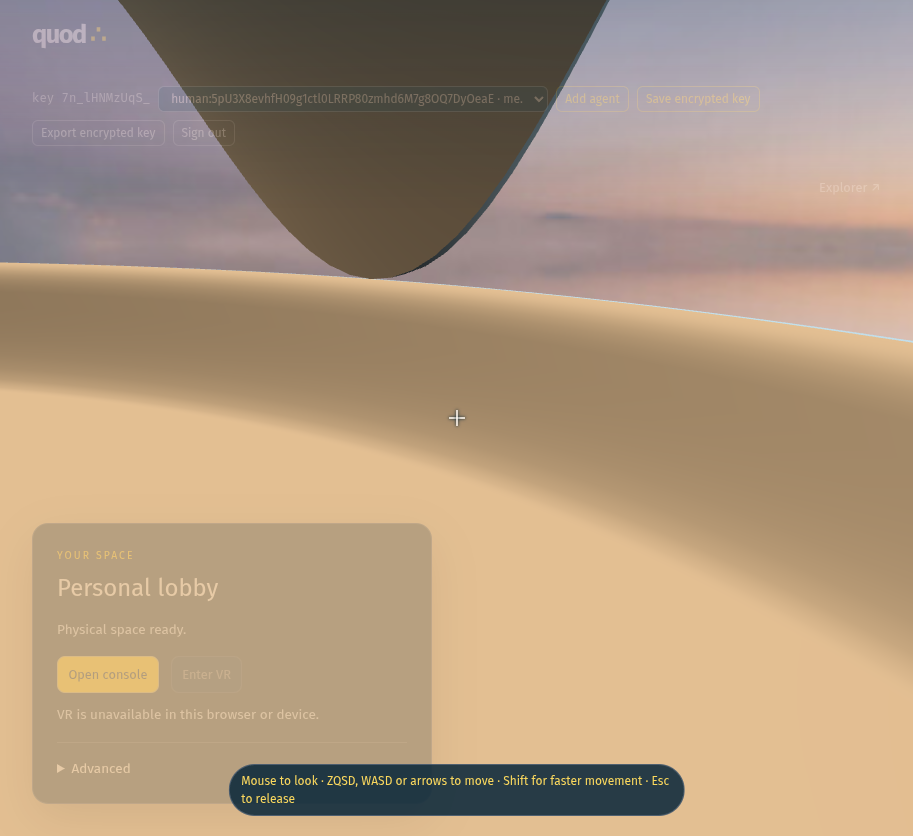 quod
key 7n_lHNMzUqS_ human:5pU3X8evhfH09g1ctl0LRRP80zmhd6M7g8OQ7DyOeaE · me. Add agent Save encrypted key
Export encrypted key Sign out
Explorer ↗
YOUR SPACE
Personal lobby
Physical space ready.
Open console Enter VR
VR is unavailable in this browser or device.
▶ Advanced
Mouse to look · ZQSD, WASD or arrows to move · Shift for faster movement · Esc
to release